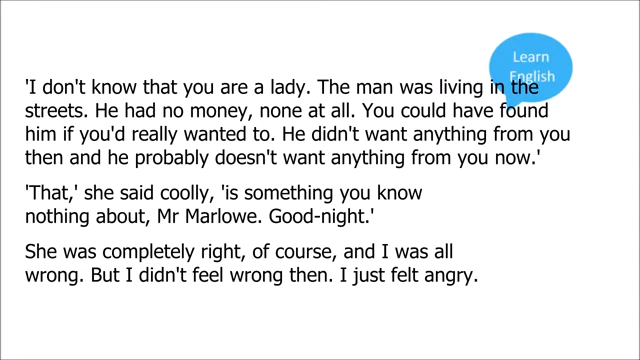 Learn
English
'I don't know that you are a lady. The man was living in the
streets. He had no money, none at all. You could have found
him if you'd really wanted to. He didn't want anything from you
then and he probably doesn't want anything from you now.'
'That,' she said coolly, 'is something you know
nothing about, Mr Marlowe. Good-night.'
She was completely right, of course, and I was all
wrong. But I didn't feel wrong then. I just felt angry.